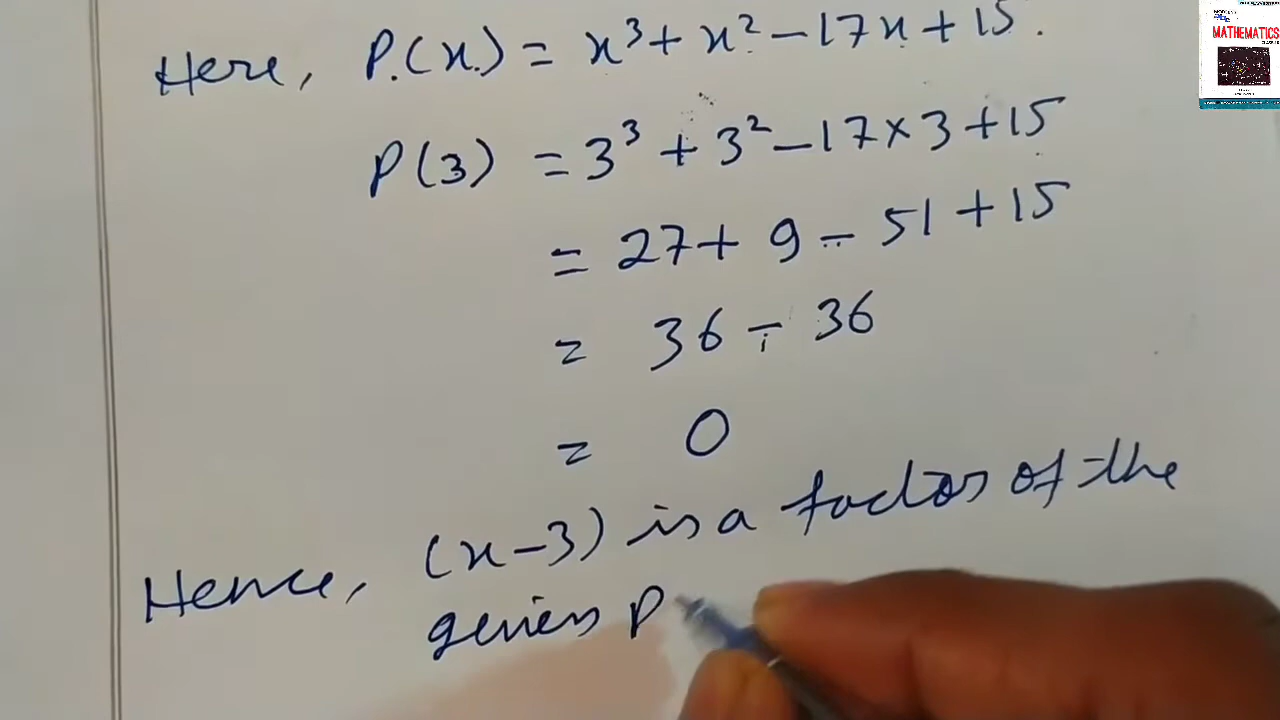 MATHEMATICS
Here, P(x) = x³ + x² - 17x + 15.
P(3) = 3³ + 3² - 17 × 3 + 15
= 27 + 9 - 51 + 15
= 36 - 36
= 0
Hence, (x-3) is a factor of the
given P